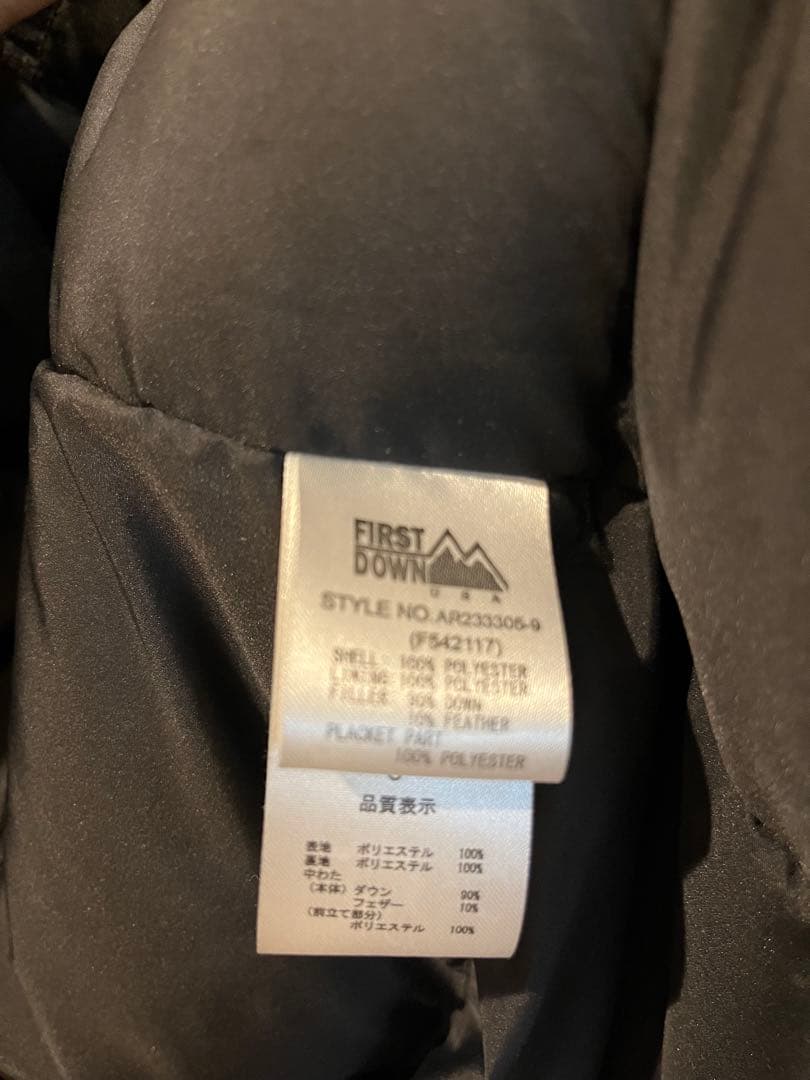 FIRST
DOWN
USA
STYLE NO.AR233305-9
(F542117)
SHELL: 100% POLYESTER
LINING: 100% POLYESTER
FILLER: 90% DOWN
10% FEATHER
PLACKET PART
100% POLYESTER
品質表示
表地 ポリエステル 100%
裏地 ポリエステル 100%
中わた
(本体) ダウン 90%
フェザー 10%
(前立て部分)
ポリエステル 100%